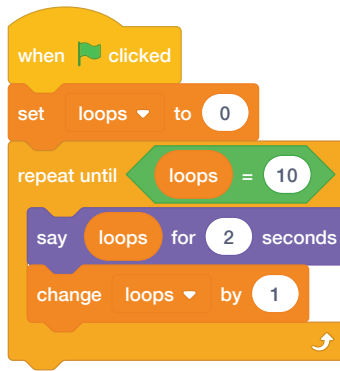 when clicked
set loops to 0
repeat until loops = 10
say loops for 2 seconds
change loops by 1